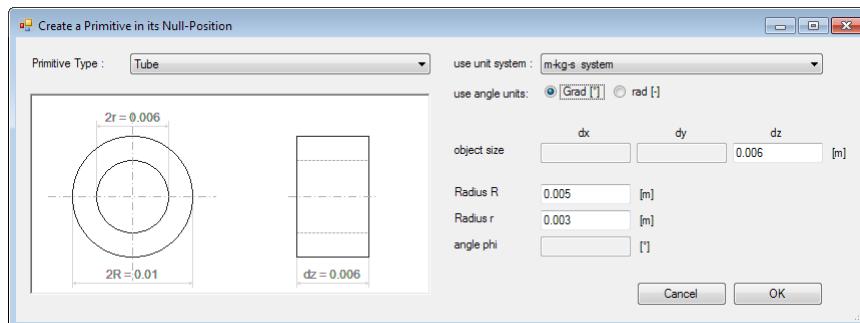 Create a Primitive in its Null-Position
Primitive Type :
Tube
2r = 0.006
2R = 0.01
dz = 0.006
use unit system :
m-kg-s system
use angle units:
Grad [°]
rad [-]
dx dy dz
object size
0.006
[m]
Radius R
0.005
[m]
Radius r
0.003
[m]
angle phi
[°]
Cancel
OK